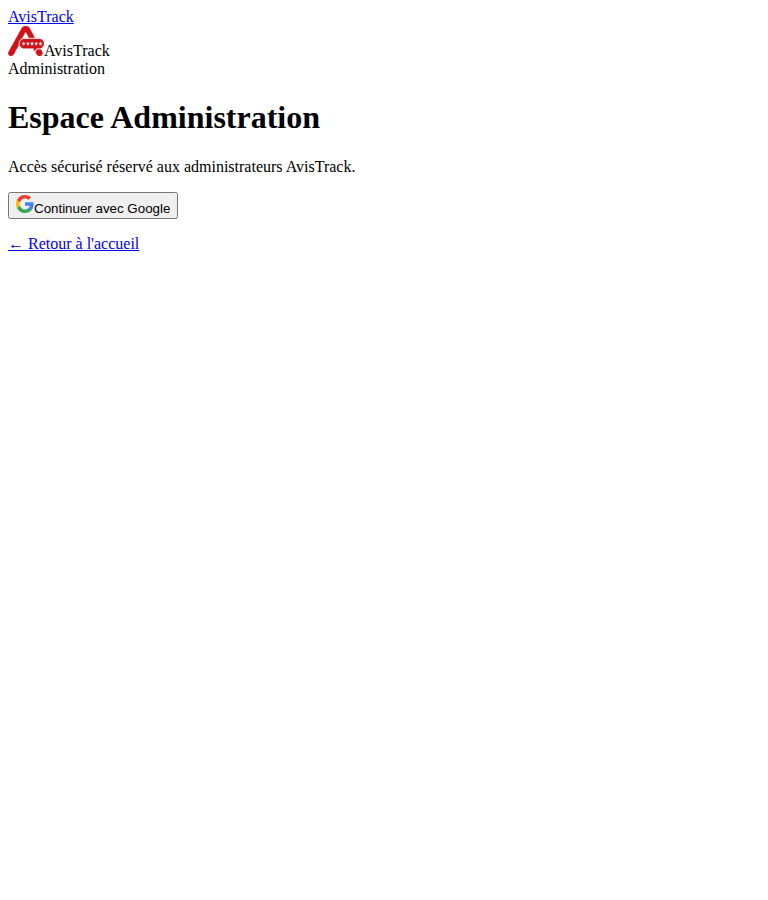 AvisTrack
AvisTrack
Administration
Espace Administration
Accès sécurisé réservé aux administrateurs AvisTrack.
Continuer avec Google
← Retour à l'accueil